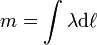 m = ∫ λdℓ